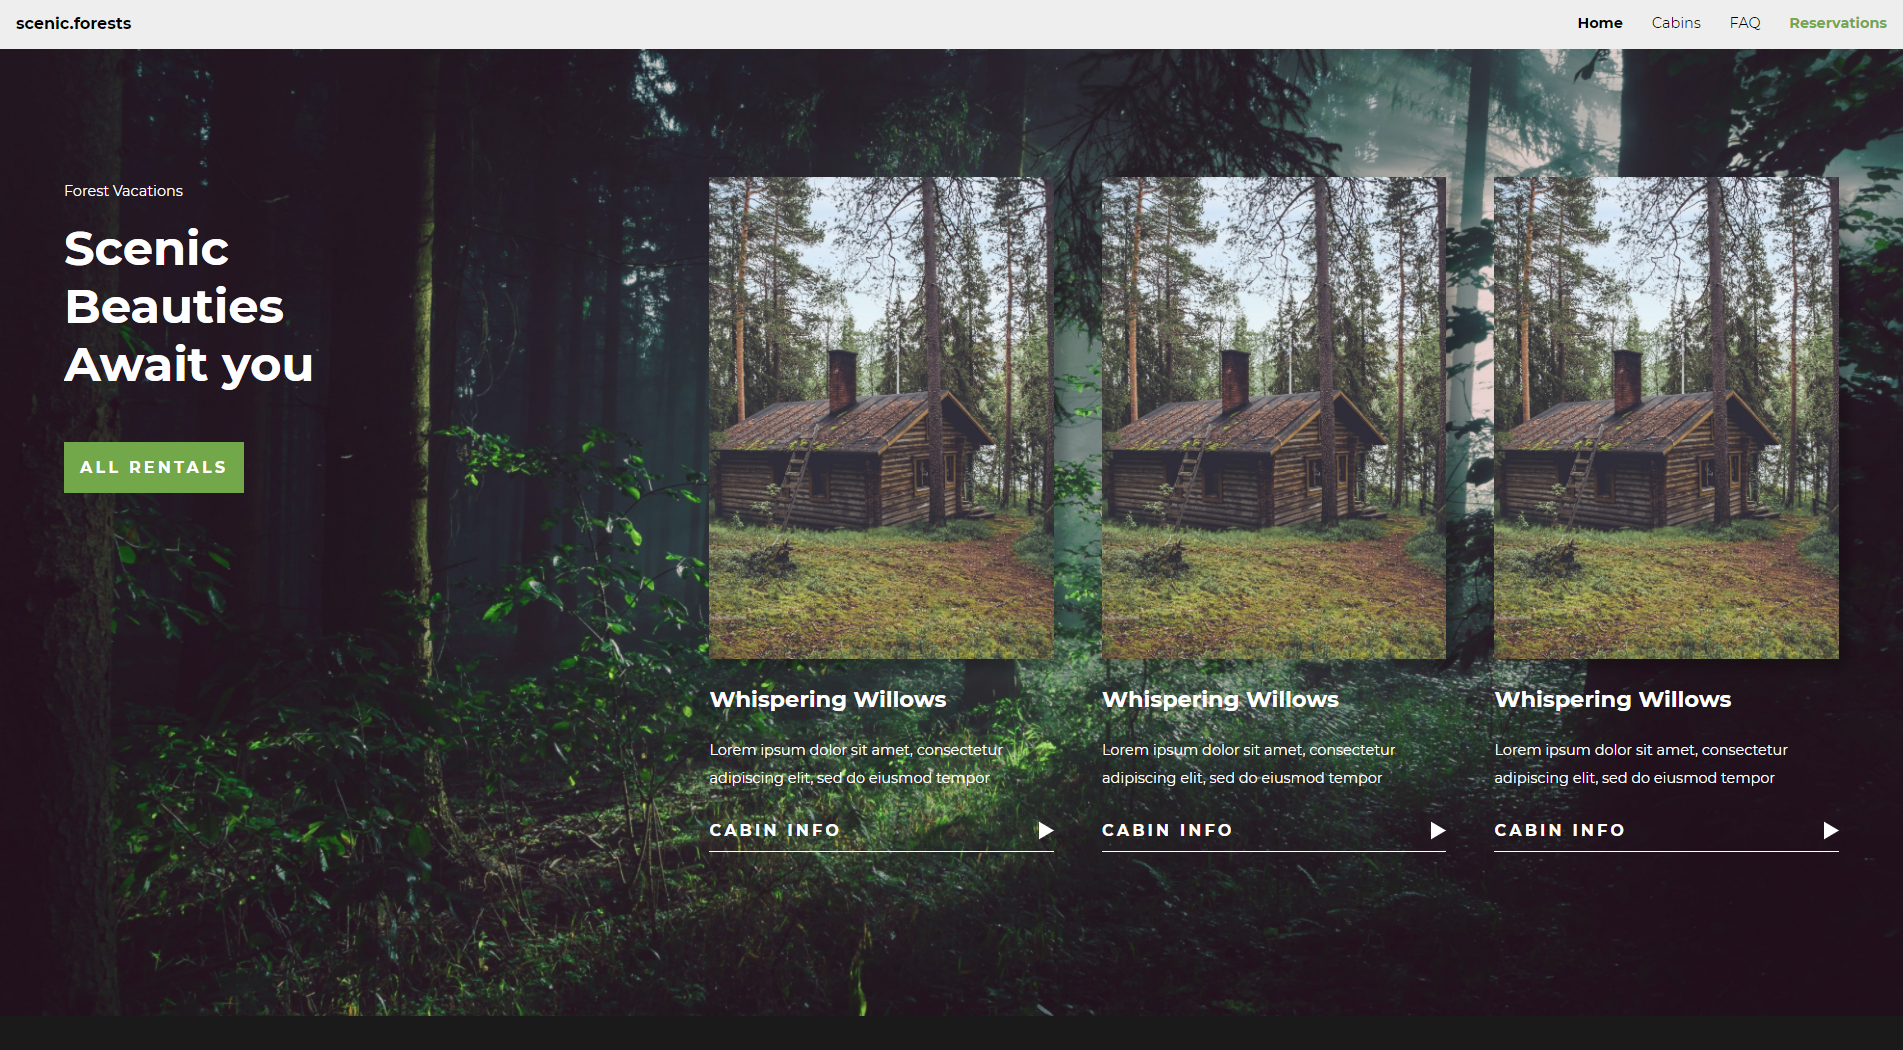 scenic.forests
Home Cabins FAQ Reservations
Forest Vacations
Scenic
Beauties
Await you
ALL RENTALS
Whispering Willows
Lorem ipsum dolor sit amet, consectetur
adipiscing elit, sed do eiusmod tempor
CABIN INFO
Whispering Willows
Lorem ipsum dolor sit amet, consectetur
adipiscing elit, sed do eiusmod tempor
CABIN INFO
Whispering Willows
Lorem ipsum dolor sit amet, consectetur
adipiscing elit, sed do eiusmod tempor
CABIN INFO